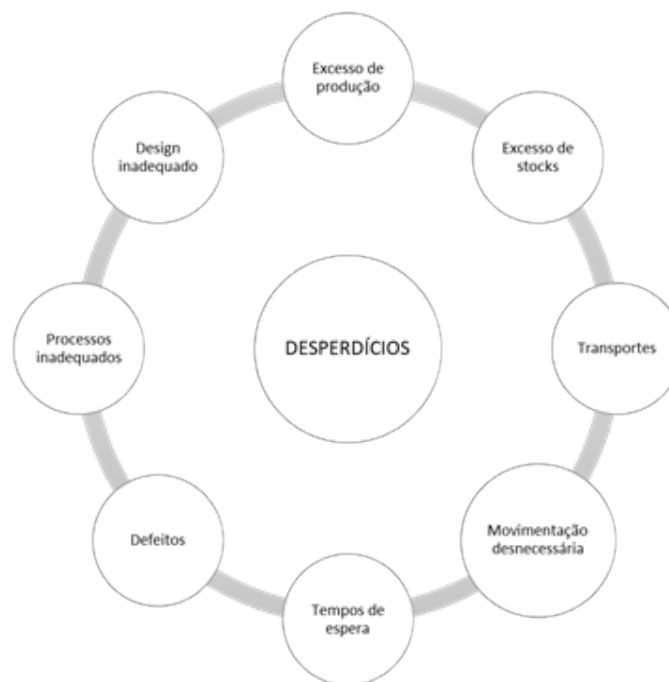 Excesso de
produção
Excesso de
stocks
Transportes
Movimentação
desnecessária
Tempos de
espera
Defeitos
Processos
inadequados
Design
inadequado
DESPERDÍCIOS